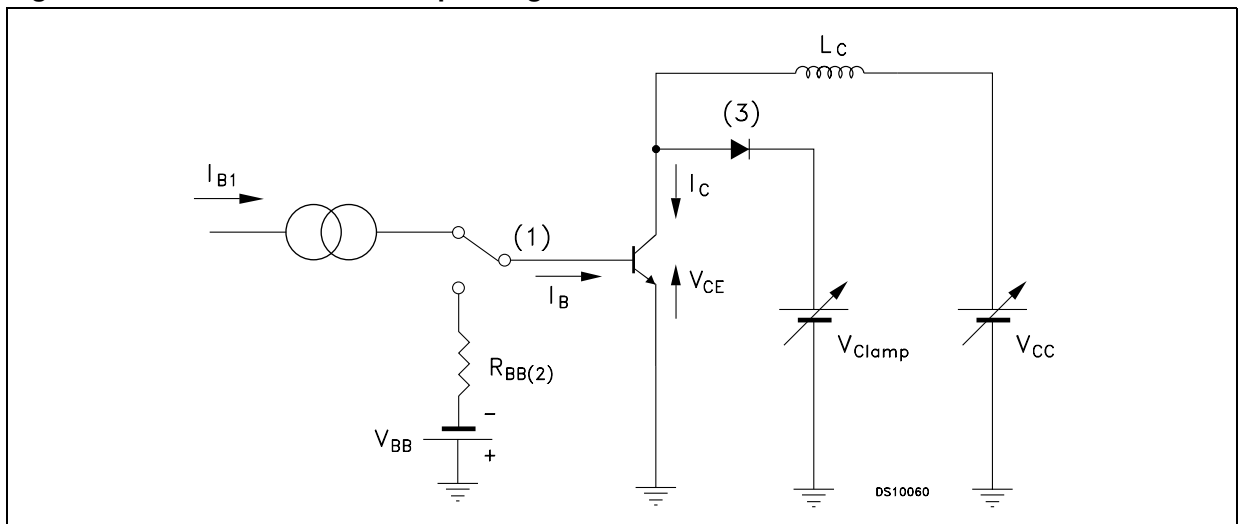 L_C
(3)
I_B1
I_C
(1)
I_B
V_CE
V_Clamp
V_CC
R_BB(2)
-
V_BB
+
DS10060